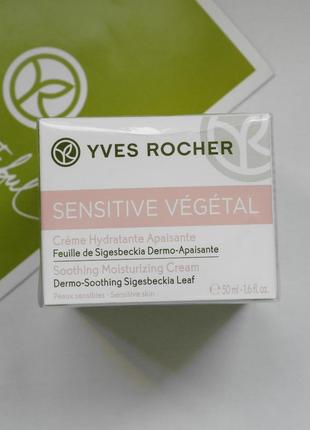 YVES ROCHER
SENSITIVE VÉGÉTAL
Crème Hydratante Apaisante
Feuille de Sigesbeckia Dermo-Apaisante
Soothing Moisturizing Cream
Dermo-Soothing Sigesbeckia Leaf
Peaux sensibles - Sensitive skin
℮ 50 ml - 1.6 fl. oz.